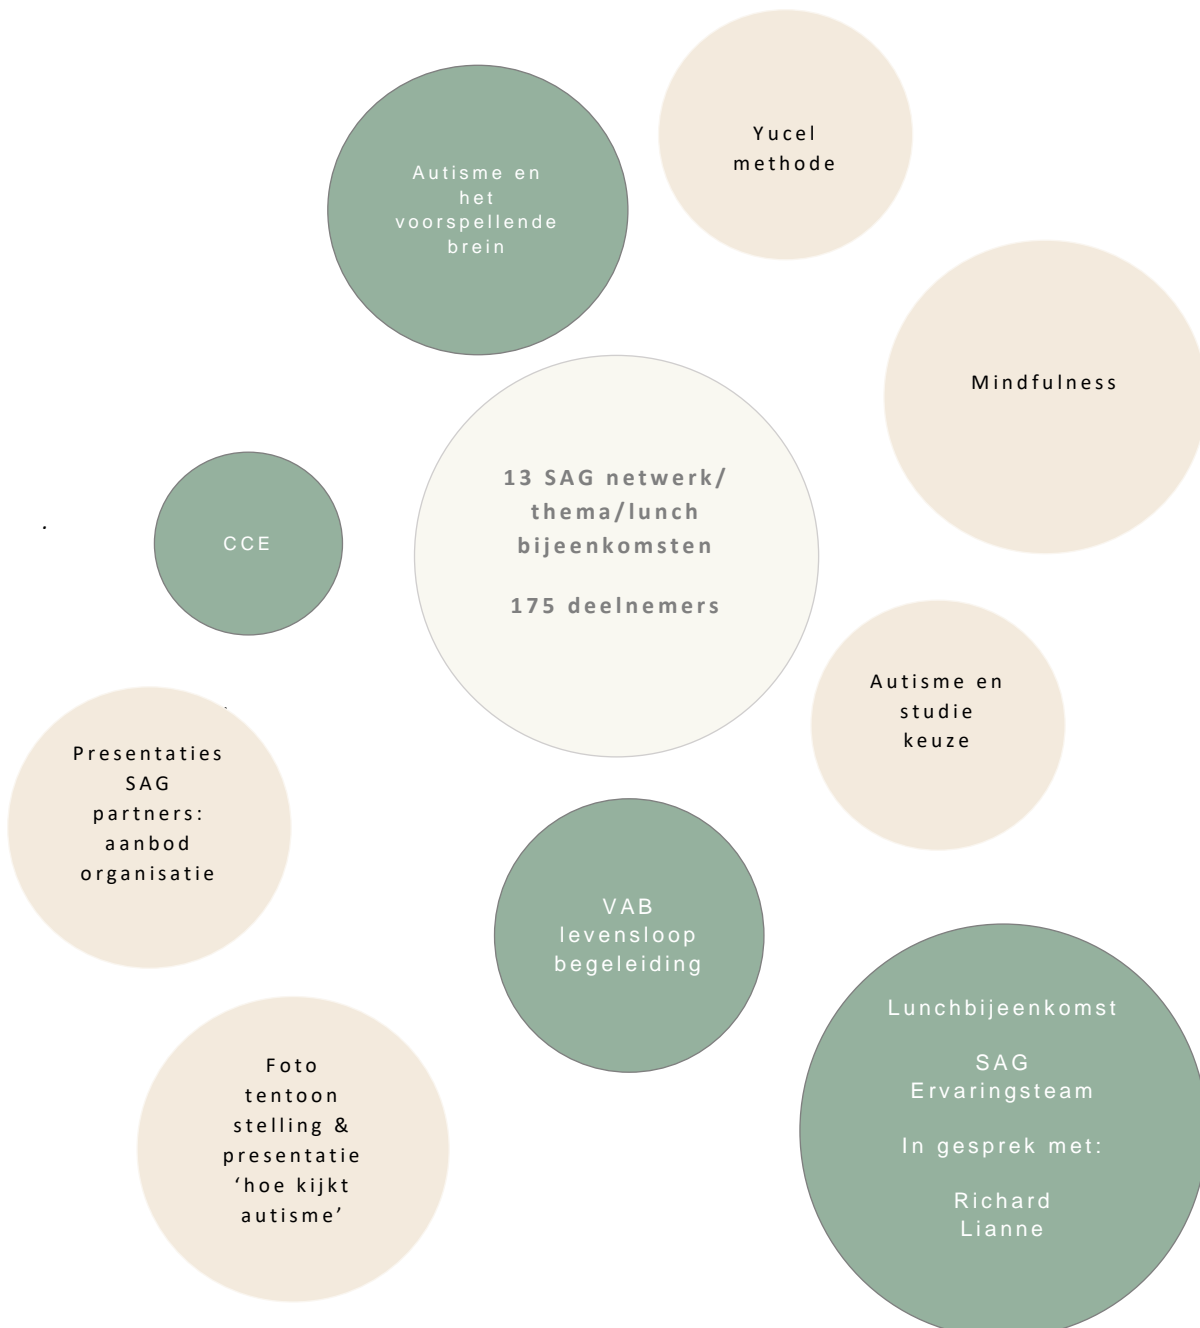 Yucel
methode
Autisme en
het
voorspellende
brein
Mindfulness
13 SAG netwerk/
thema/lunch
bijeenkomsten
175 deelnemers
CCE
Autisme en
studie
keuze
Presentaties
SAG
partners:
aanbod
organisatie
VAB
levensloop
begeleiding
Lunchbijeenkomst
SAG
Ervaringsteam
In gesprek met:
Richard
Lianne
Foto
tentoon
stelling &
presentatie
‘hoe kijkt
autisme’